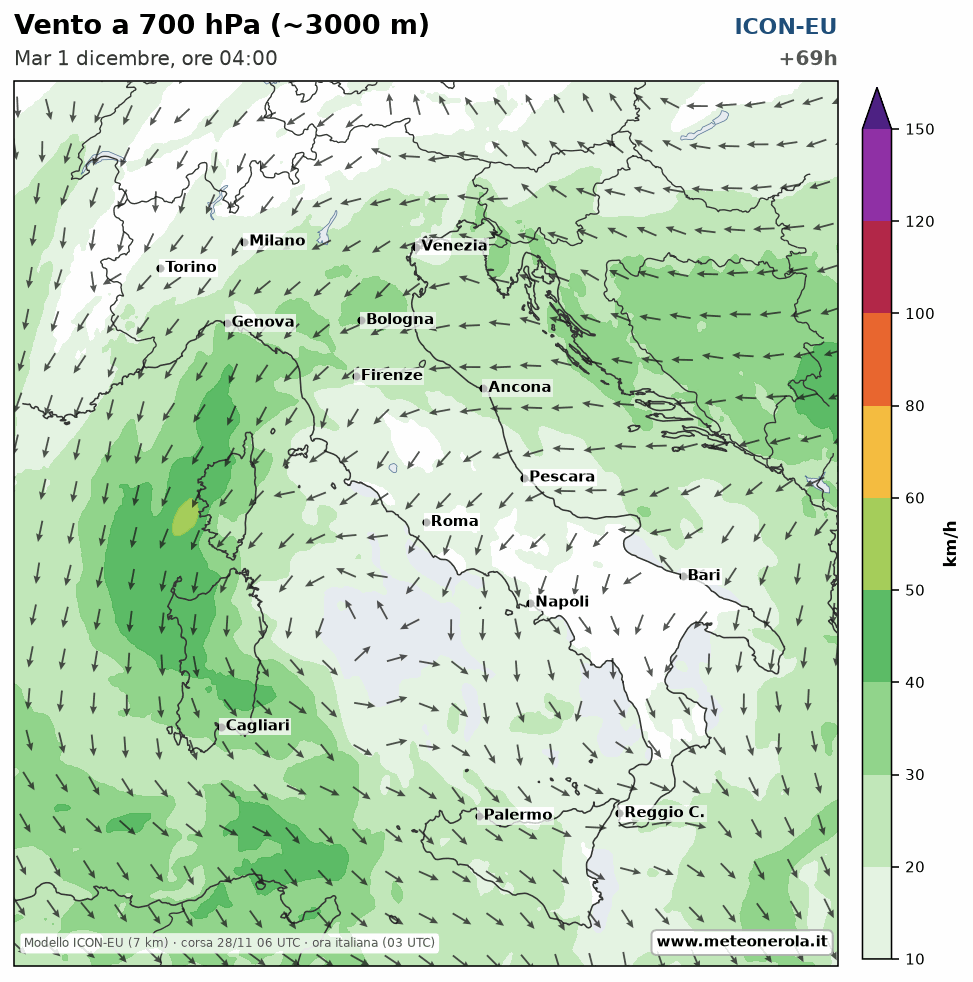 Vento a 700 hPa (~3000 m)
ICON-EU
Mar 1 dicembre, ore 04:00
+69h
150
120
100
80
60
50
40
30
20
10
km/h
Milano
Venezia
Torino
Genova
Bologna
Firenze
Ancona
Pescara
Roma
Bari
Napoli
Cagliari
Palermo
Reggio C.
Modello ICON-EU (7 km) · corsa 28/11 06 UTC · ora italiana (03 UTC)
www.meteonerola.it